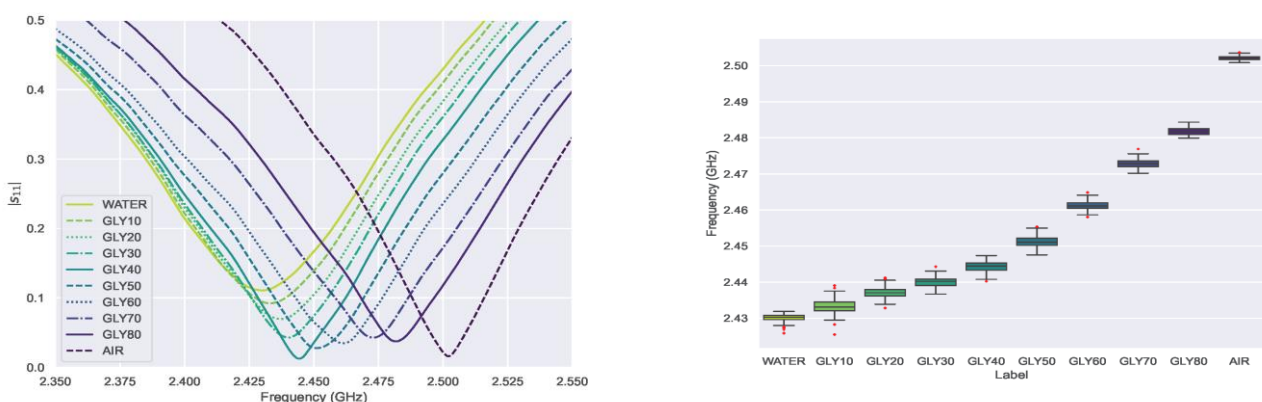 0.5
0.4
0.3
0.2
0.1
0.0
|s11|
WATER
GLY10
GLY20
GLY30
GLY40
GLY50
GLY60
GLY70
GLY80
AIR
2.350 2.375 2.400 2.425 2.450 2.475 2.500 2.525 2.550
Frequency (GHz)
2.50
2.49
2.48
2.47
2.46
2.45
2.44
2.43
Frequency (GHz)
WATER GLY10 GLY20 GLY30 GLY40 GLY50 GLY60 GLY70 GLY80 AIR
Label